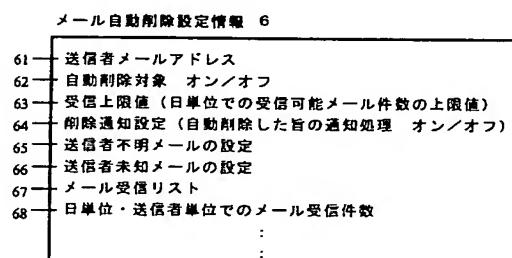 メール自動削除設定情報 6
61 送信者メールアドレス
62 自動削除対象 オン／オフ
63 受信上限値（日単位での受信可能メール件数の上限値）
64 削除通知設定（自動削除した旨の通知処理 オン／オフ）
65 送信者不明メールの設定
66 送信者未知メールの設定
67 メール受信リスト
68 日単位・送信者単位でのメール受信件数
：
：